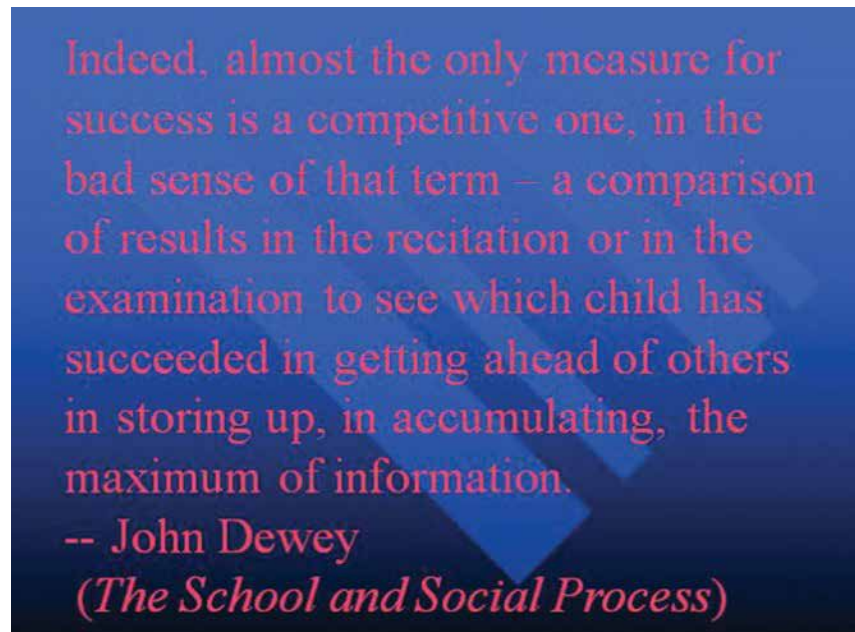 Indeed, almost the only measure for
success is a competitive one, in the
bad sense of that term – a comparison
of results in the recitation or in the
examination to see which child has
succeeded in getting ahead of others
in storing up, in accumulating, the
maximum of information.
-- John Dewey
(The School and Social Process)